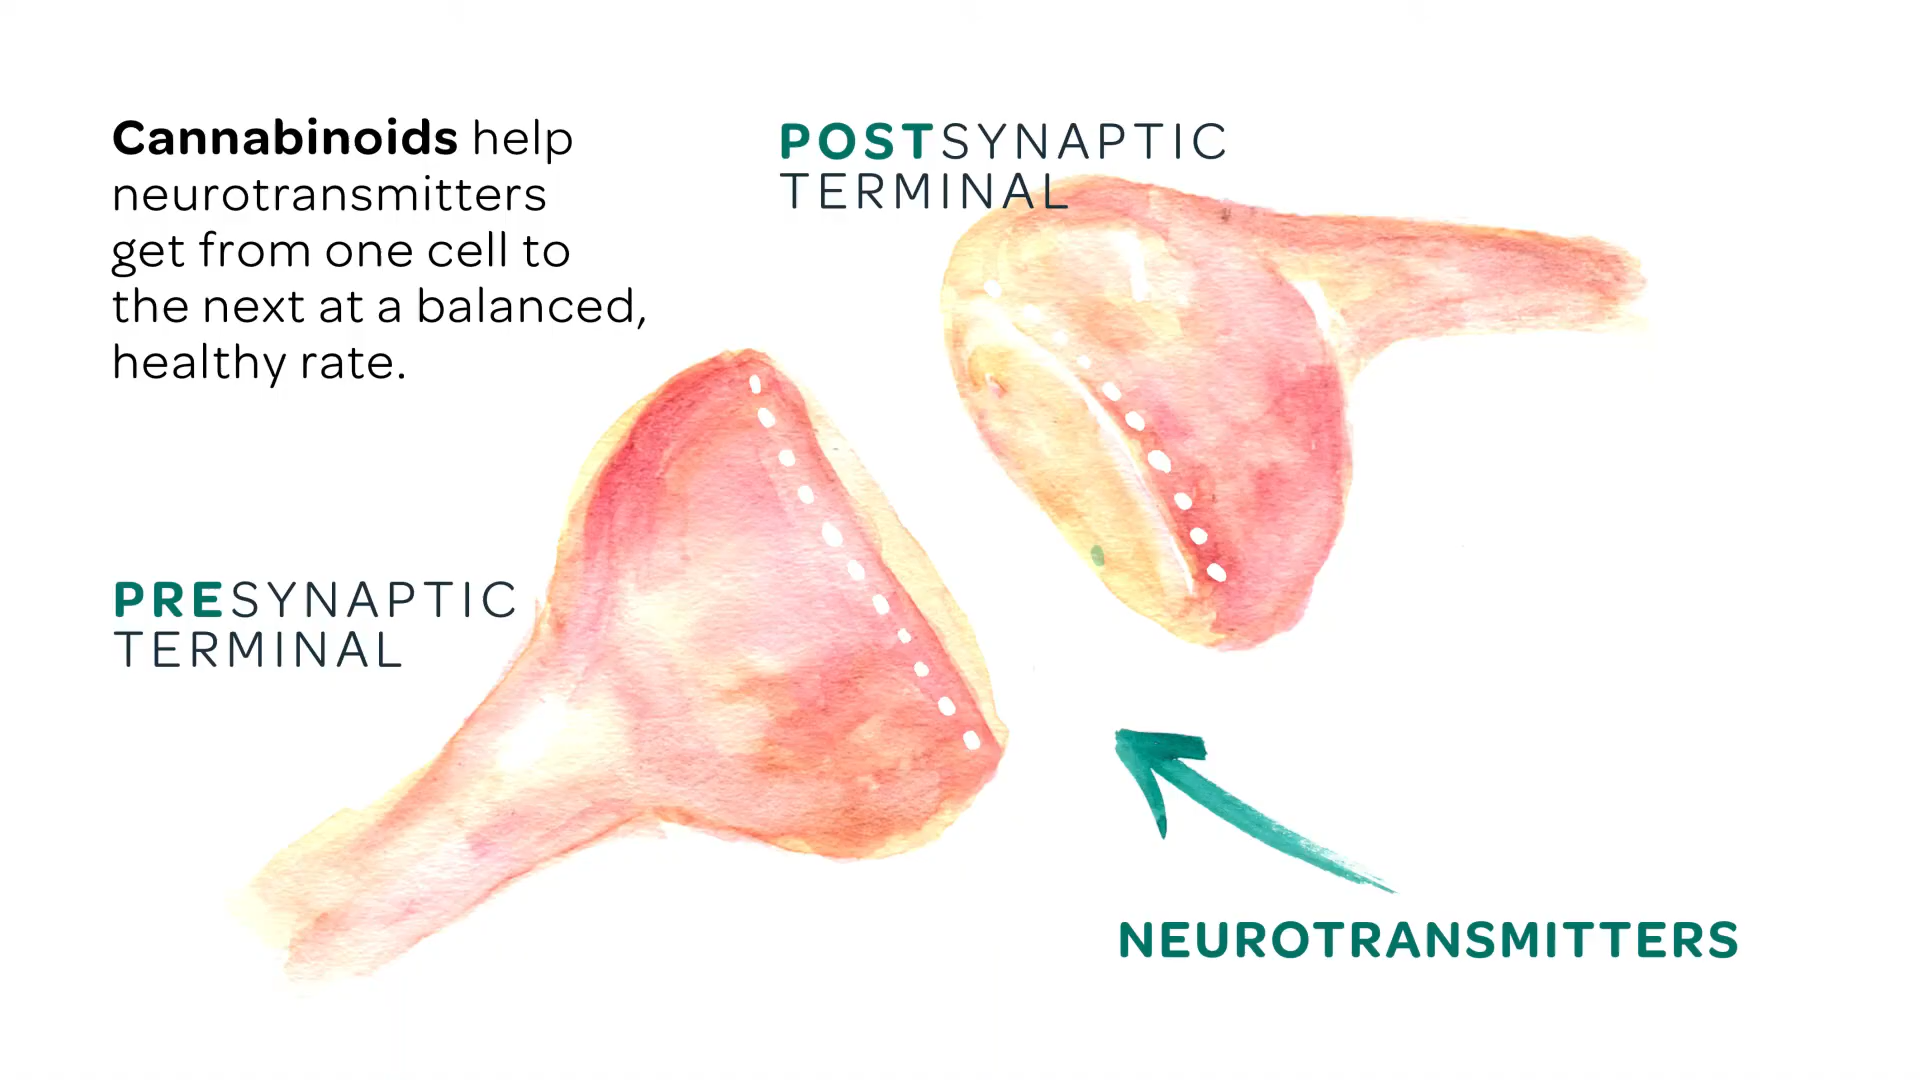 Cannabinoids help
neurotransmitters
get from one cell to
the next at a balanced,
healthy rate.
POSTSYNAPTIC
TERMINAL
PRESYNAPTIC
TERMINAL
NEUROTRANSMITTERS